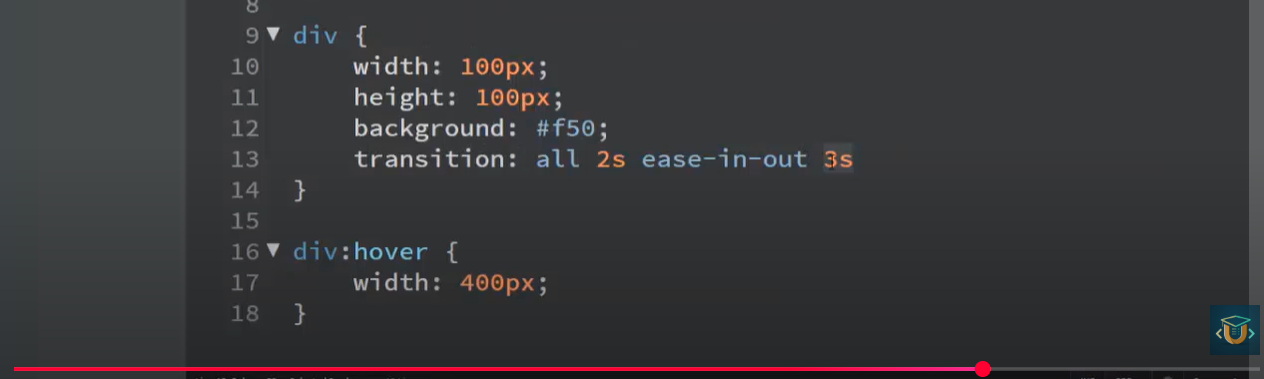 8
9 ▼ div {
10 width: 100px;
11 height: 100px;
12 background: #f50;
13 transition: all 2s ease-in-out 3s
14 }
15
16 ▼ div:hover {
17 width: 400px;
18 }